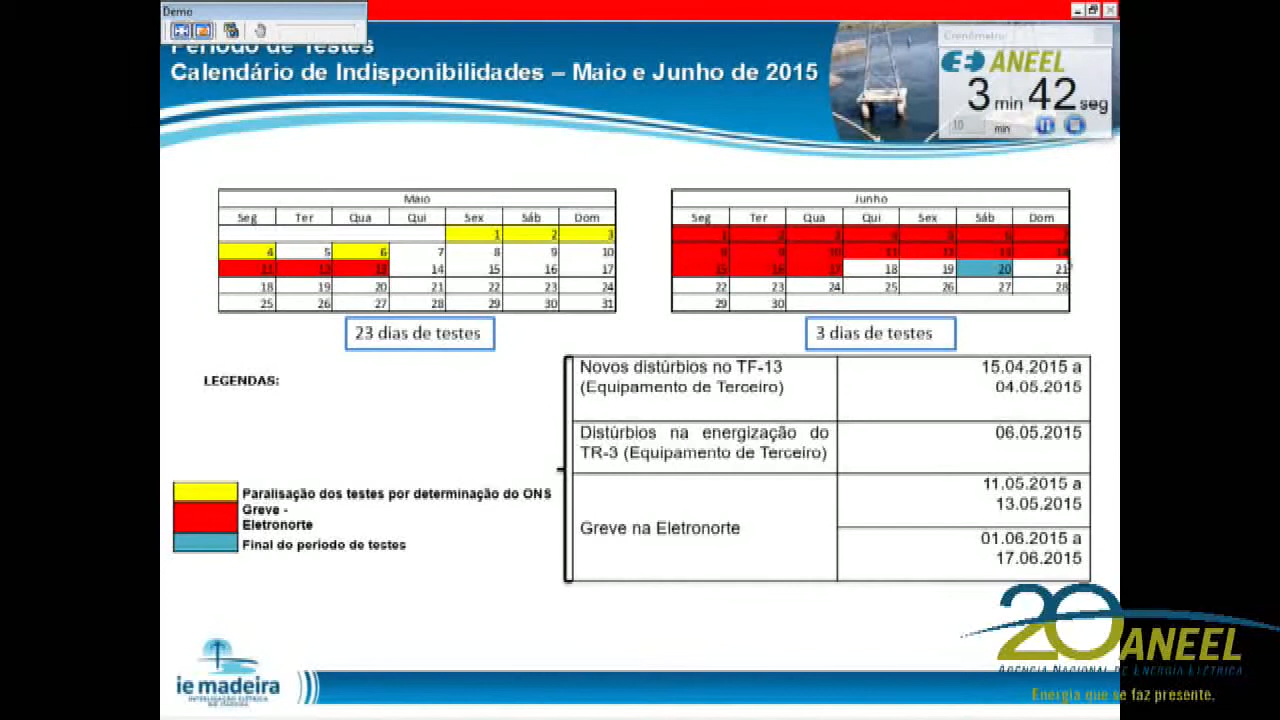 Demo
Período de Testes
Calendário de Indisponibilidades – Maio e Junho de 2015
Cronômetro
ANEEL
3 min 42 seg
10 min
Maio
Seg Ter Qua Qui Sex Sáb Dom
1 2 3
4 5 6 7 8 9 10
11 12 13 14 15 16 17
18 19 20 21 22 23 24
25 26 27 28 29 30 31
23 dias de testes
Junho
Seg Ter Qua Qui Sex Sáb Dom
1 2 3 4 5 6 7
9 10 11 12 13 14
15 16 17 18 19 20 21
22 23 24 25 26 27 28
29 30
3 dias de testes
LEGENDAS:
Paralisação dos testes por determinação do ONS
Greve -
Eletronorte
Final do periodo de testes
Novos distúrbios no TF-13 15.04.2015 a
(Equipamento de Terceiro) 04.05.2015
Distúrbios na energização do 06.05.2015
TR-3 (Equipamento de Terceiro)
11.05.2015 a
13.05.2015
Greve na Eletronorte
01.06.2015 a
17.06.2015
ie madeira
INTERLIGAÇÃO ELÉTRICA
20 ANEEL
AGÊNCIA NACIONAL DE ENERGIA ELÉTRICA
Energia que se faz presente.